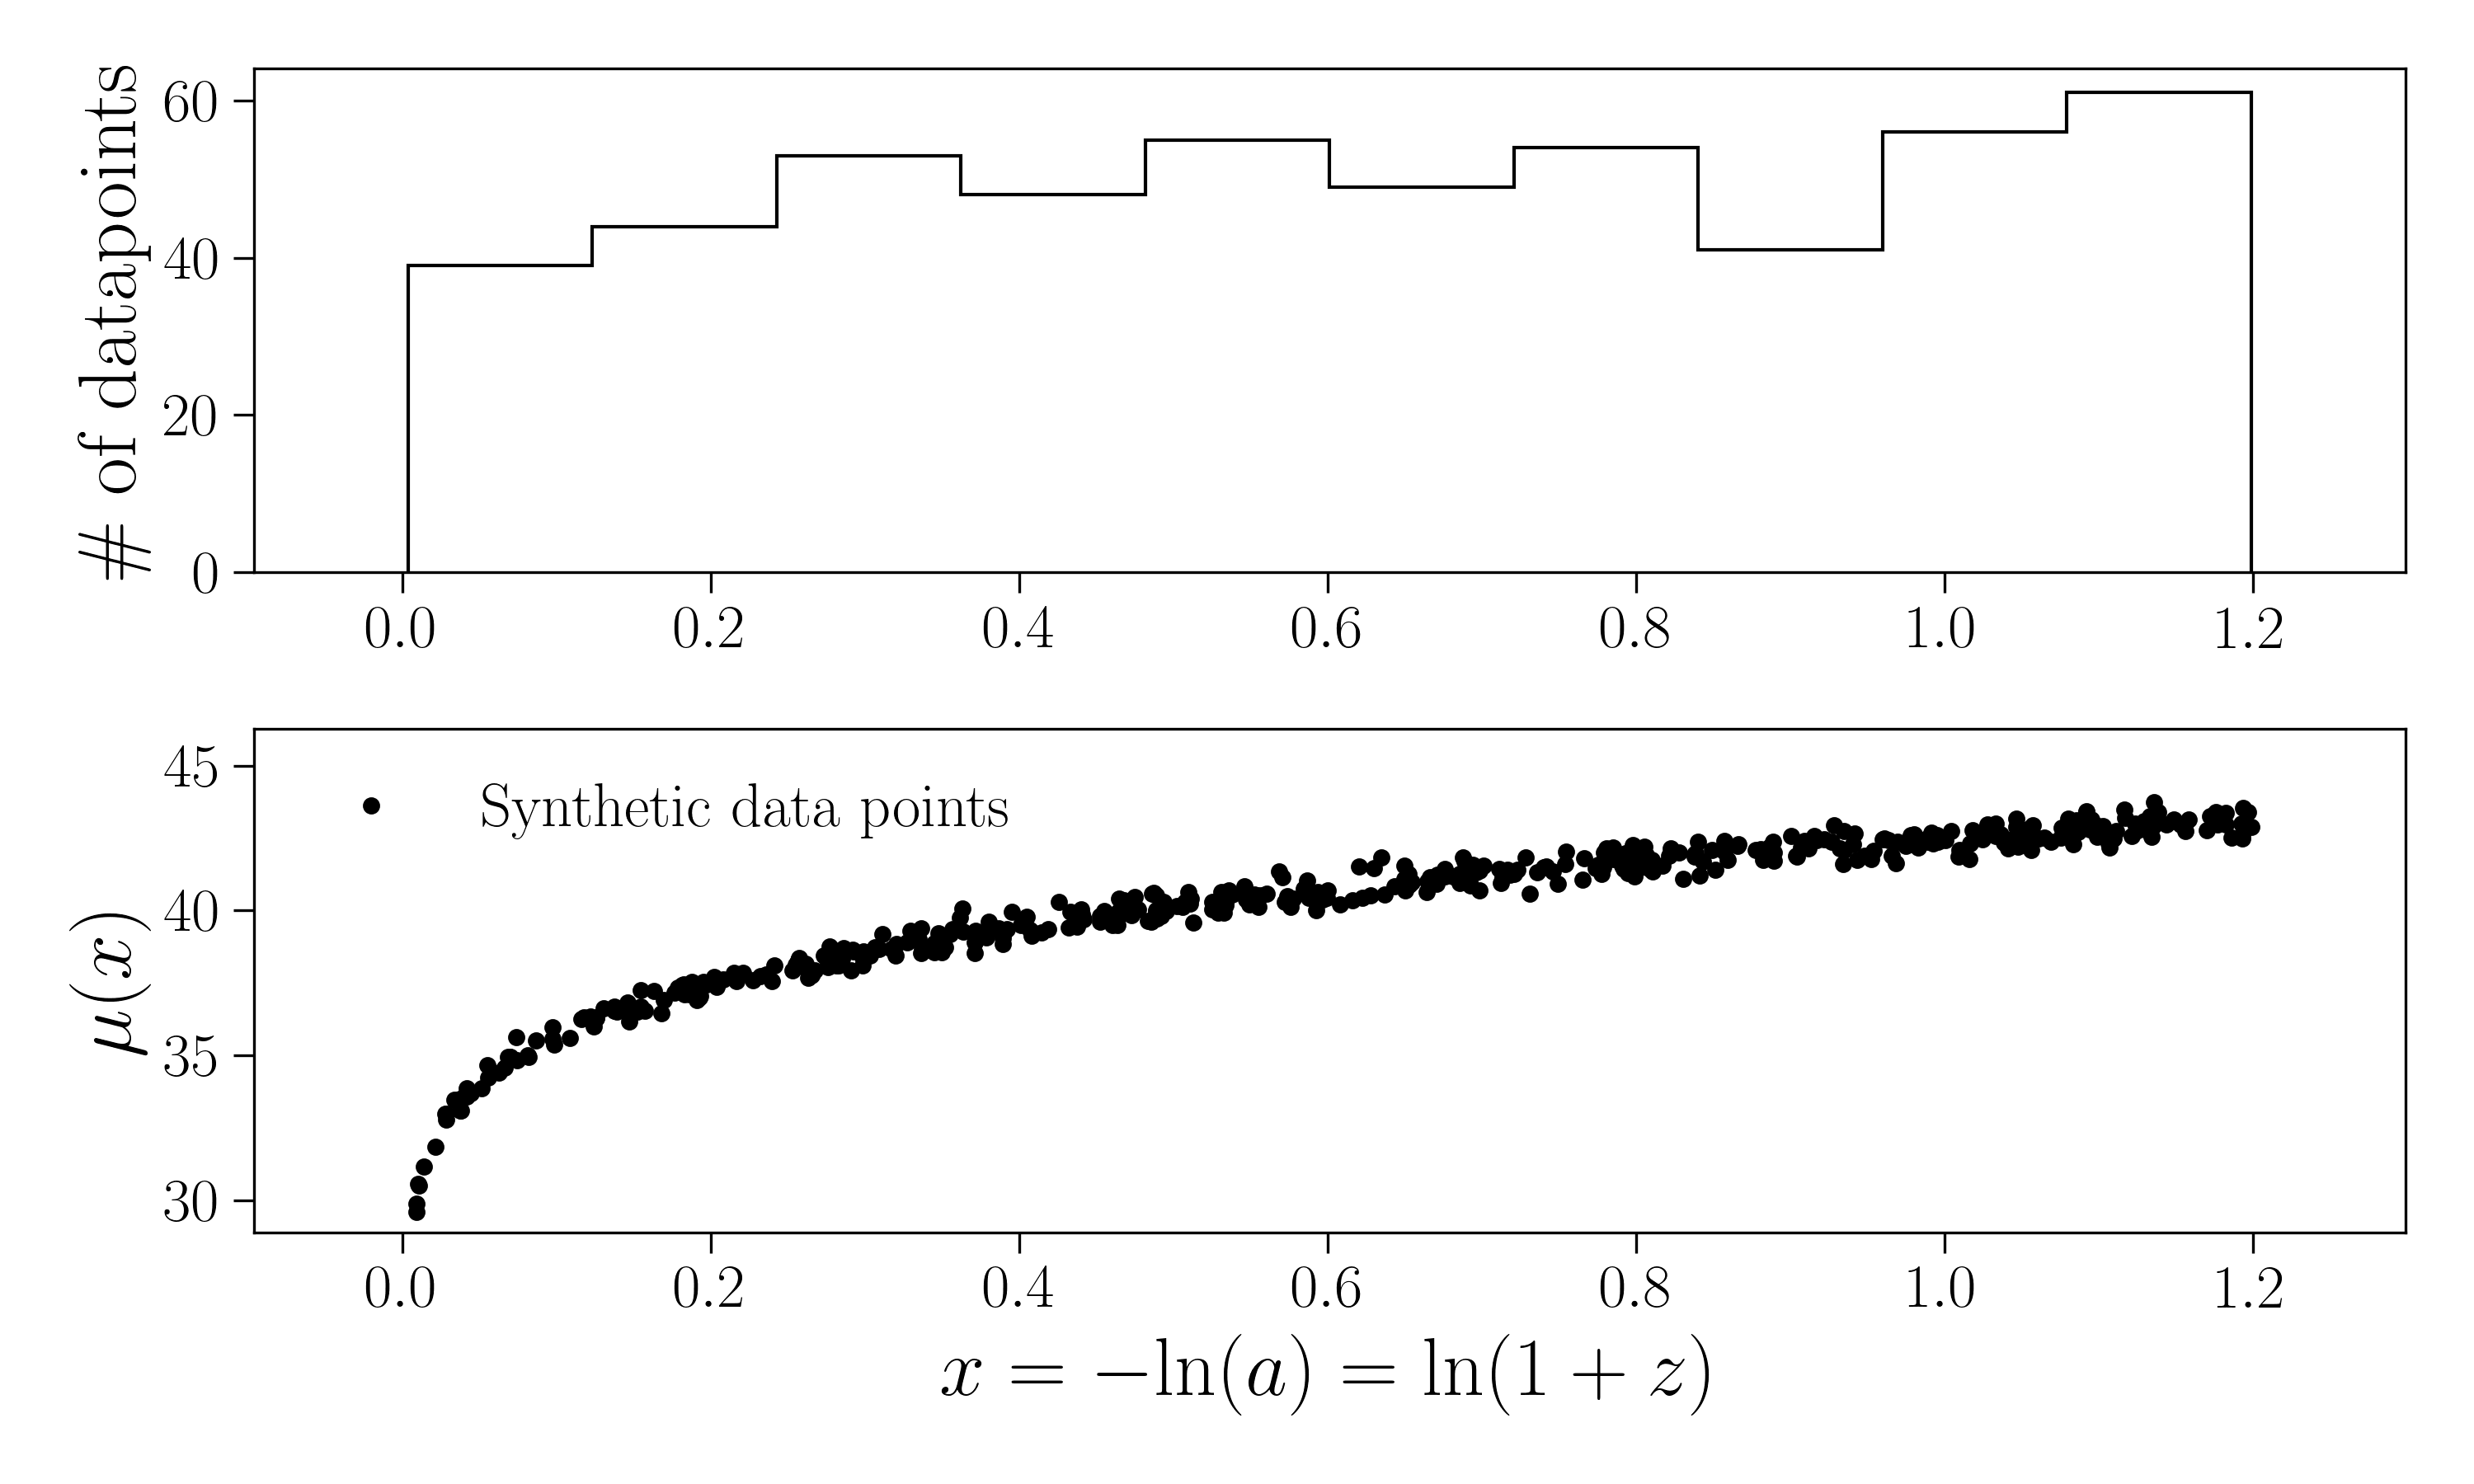 # of datapoints
60
40
20
0
0.0 0.2 0.4 0.6 0.8 1.0 1.2
μ(x)
45
40
35
30
Synthetic data points
0.0 0.2 0.4 0.6 0.8 1.0 1.2
x = −ln(a) = ln(1 + z)